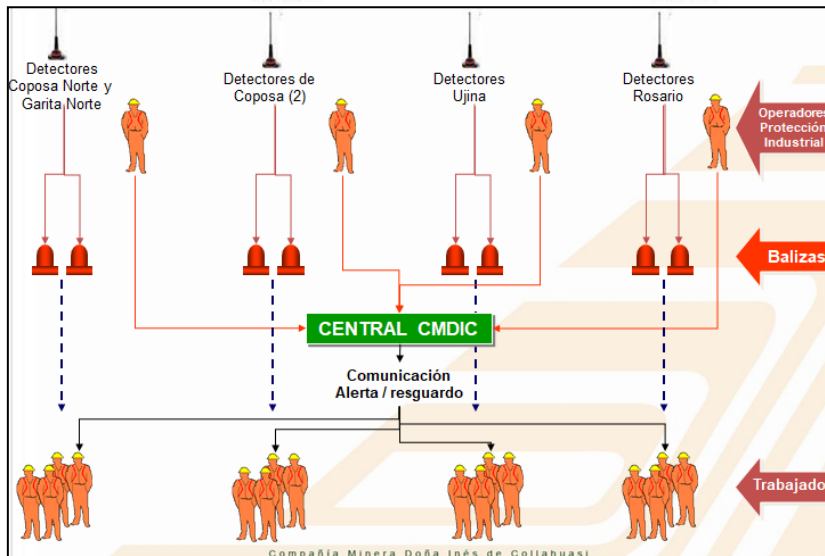 Detectores
Coposa Norte y
Garita Norte
Detectores de
Coposa (2)
Detectores
Ujina
Detectores
Rosario
Operadores
Protección
Industrial
Balizas
CENTRAL CMDIC
Comunicación
Alerta / resguardo
Trabajado
Compañía Minera Doña Inés de Collahuasi